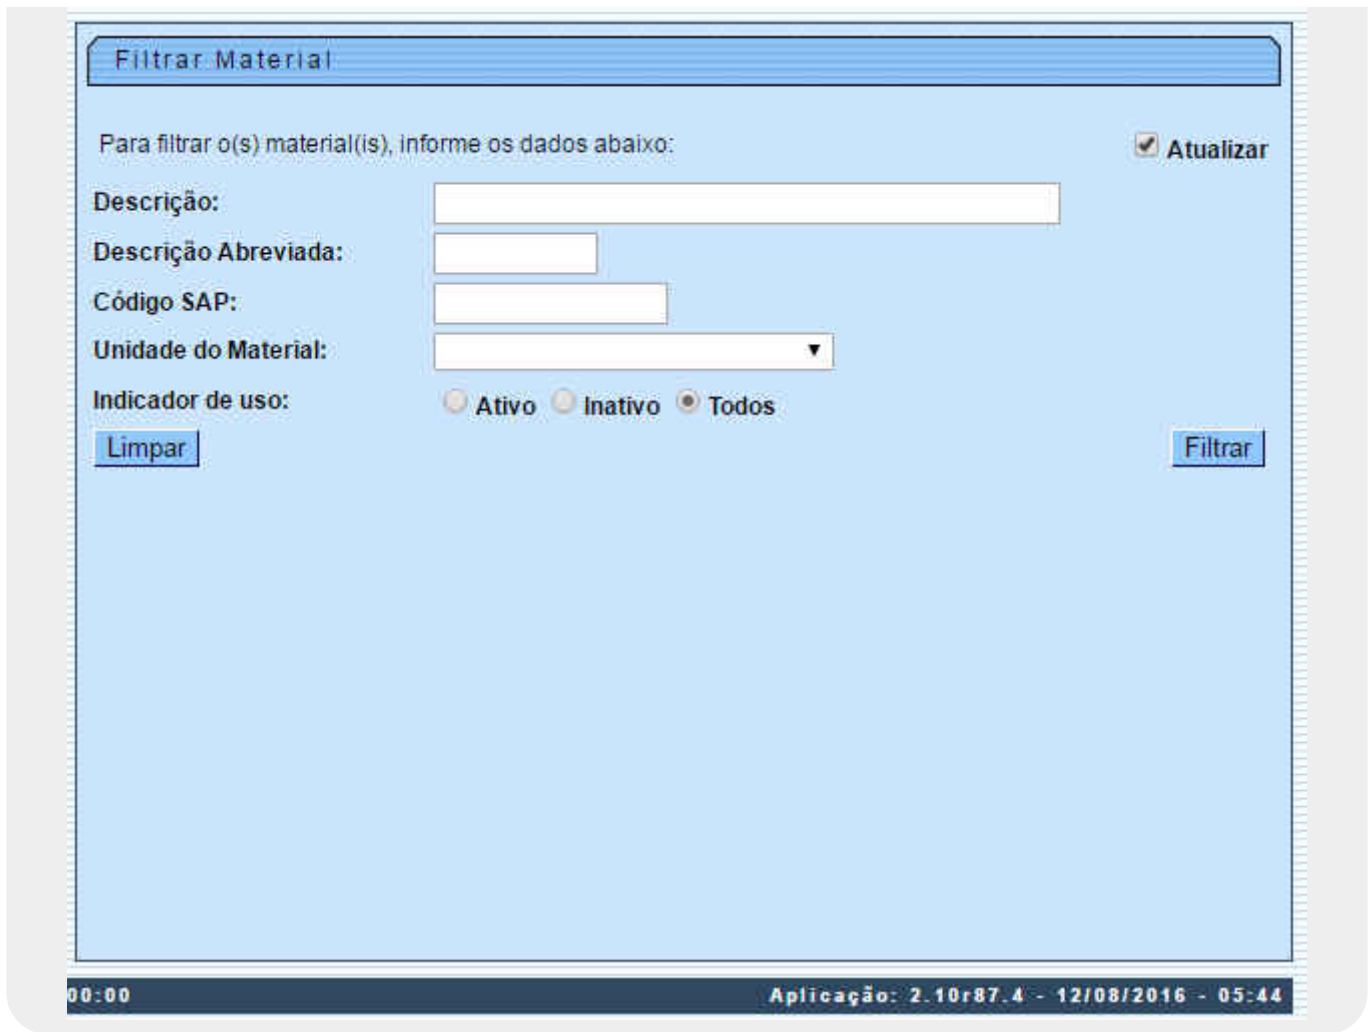 Filtrar Material
Para filtrar o(s) material(is), informe os dados abaixo:
Atualizar
Descrição:
Descrição Abreviada:
Código SAP:
Unidade do Material:
Indicador de uso:
Ativo Inativo Todos
Limpar Filtrar
00:00 Aplicação: 2.10r87.4 - 12/08/2016 - 05:44